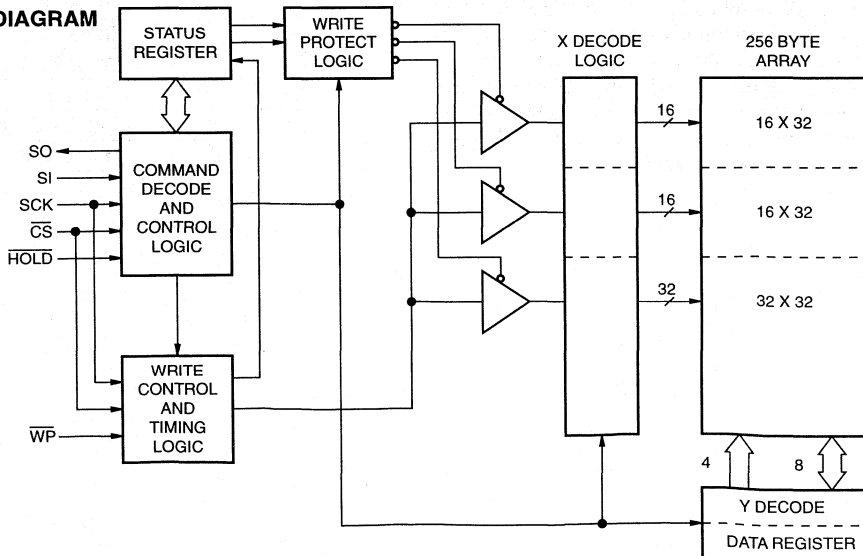 DIAGRAM
STATUS
REGISTER
WRITE
PROTECT
LOGIC
X DECODE
LOGIC
256 BYTE
ARRAY
SO
SI
SCK
CS
HOLD
COMMAND
DECODE
AND
CONTROL
LOGIC
16
16 X 32
16
16 X 32
32
32 X 32
WP
WRITE
CONTROL
AND
TIMING
LOGIC
4
8
Y DECODE
DATA REGISTER